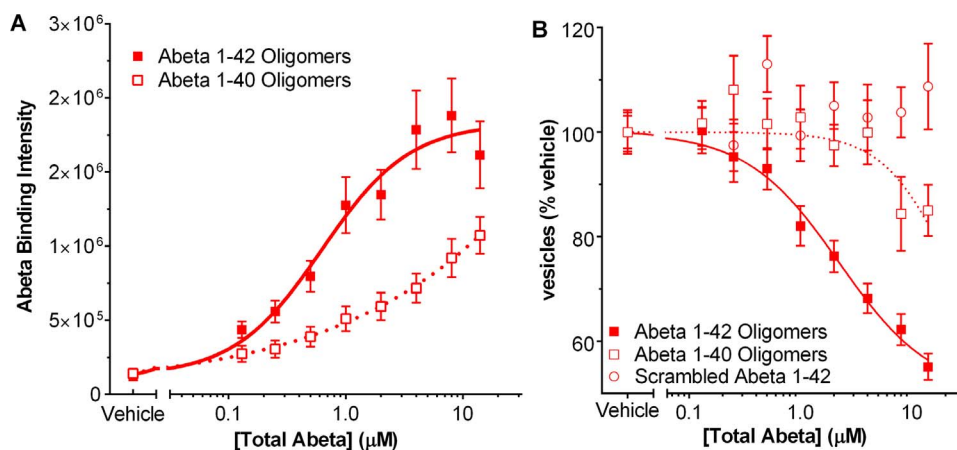 A
Abeta Binding Intensity
3×10⁶
2×10⁶
2×10⁶
1×10⁶
5×10⁵
0
Abeta 1-42 Oligomers
Abeta 1-40 Oligomers
Vehicle
0.1
1.0
10
[Total Abeta] (μM)
B
vesicles (% vehicle)
120
100
80
60
Abeta 1-42 Oligomers
Abeta 1-40 Oligomers
Scrambled Abeta 1-42
Vehicle
0.1
1.0
10
[Total Abeta] (μM)